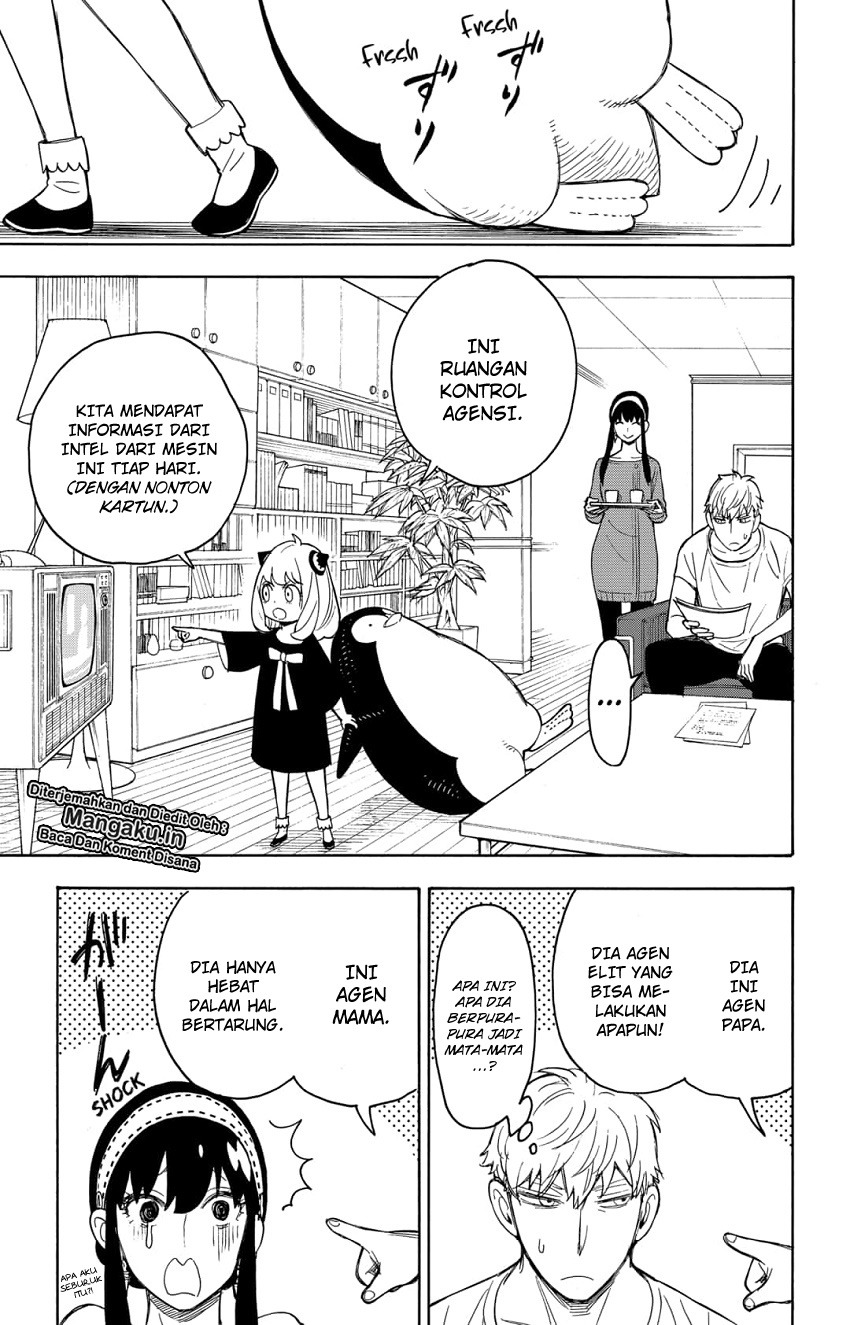 Frssh
ずり
Frssh
ずり
INI
RUANGAN
KONTROL
AGENSI.
KITA MENDAPAT
INFORMASI DARI
INTEL DARI MESIN
INI TIAP HARI.
(DENGAN NONTON
KARTUN.)
...
Diterjemahkan dan Diedit Oleh:
Mangaku.in
Baca Dan Koment Disana
DIA
INI
AGEN
PAPA.
DIA AGEN
ELIT YANG
BISA ME-
LAKUKAN
APAPUN!
APA INI?
APA DIA
BERPURA-
PURA JADI
MATA-MATA
...?
INI
AGEN
MAMA.
DIA HANYA
HEBAT
DALAM HAL
BERTARUNG.
がーん
SHOCK
APA AKU
SEBURUK
ITU?!